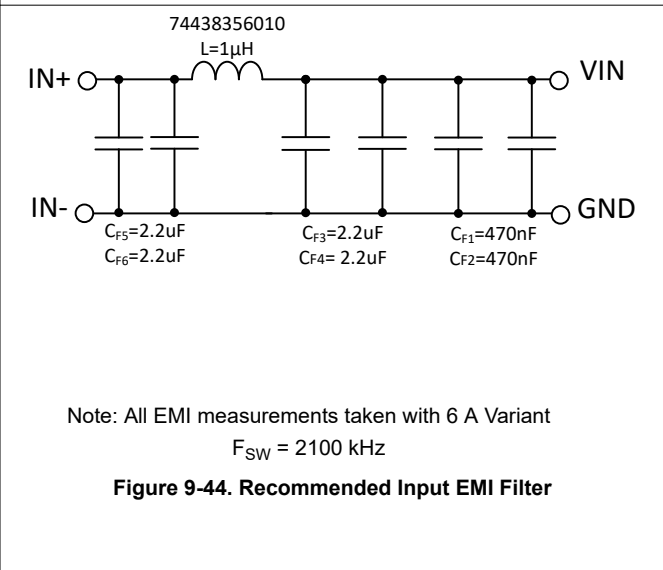 74438356010
L=1µH
IN+
VIN
IN-
GND
CF5=2.2uF
CF6=2.2uF
CF3=2.2uF
CF4= 2.2uF
CF1=470nF
CF2=470nF
Note: All EMI measurements taken with 6 A Variant
FSW = 2100 kHz
Figure 9-44. Recommended Input EMI Filter